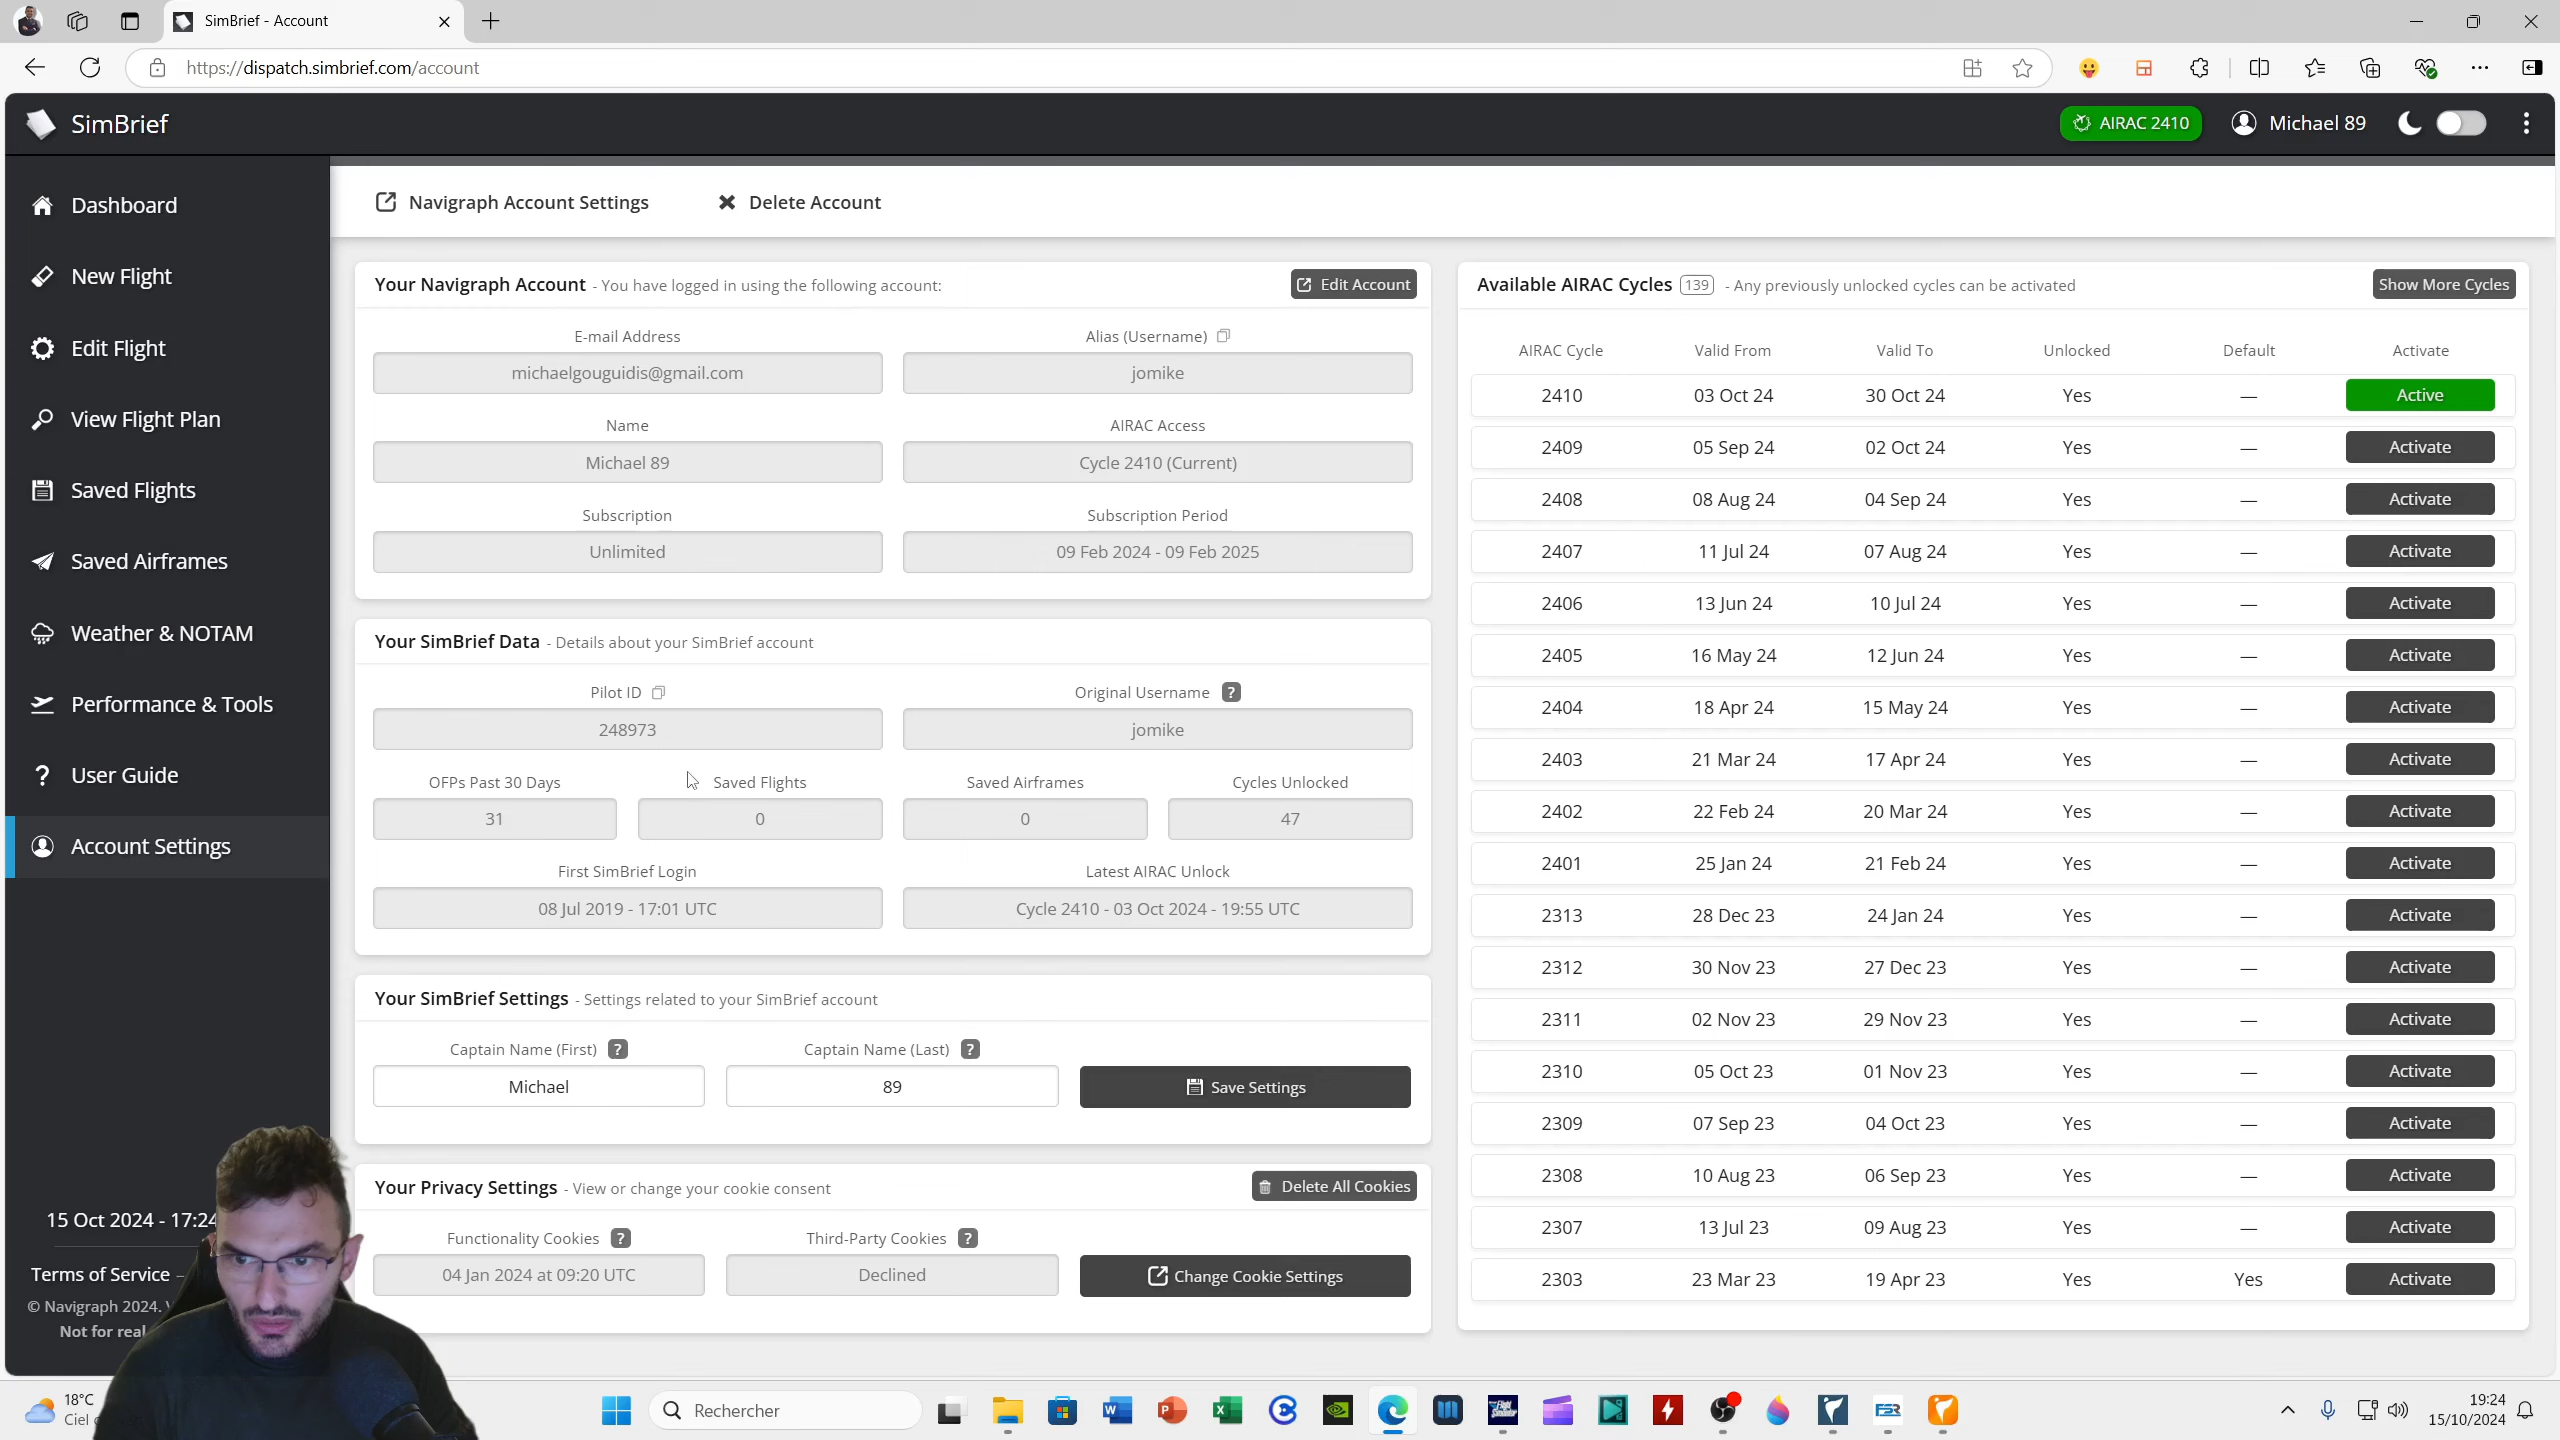 SimBrief - Account
https://dispatch.simbrief.com/account
SimBrief
AIRAC 2410
Michael 89
Dashboard
New Flight
Edit Flight
View Flight Plan
Saved Flights
Saved Airframes
Weather & NOTAM
Performance & Tools
User Guide
Account Settings
15 Oct 2024 - 17:24
Terms of Service –
© Navigraph 2024.
Not for real
Navigraph Account Settings
Delete Account
Your Navigraph Account - You have logged in using the following account:
Edit Account
E-mail Address
Alias (Username)
michaelgouguidis@gmail.com
jomike
Name
AIRAC Access
Michael 89
Cycle 2410 (Current)
Subscription
Subscription Period
Unlimited
09 Feb 2024 - 09 Feb 2025
Your SimBrief Data - Details about your SimBrief account
Pilot ID
Original Username ?
248973
jomike
OFPs Past 30 Days
Saved Flights
Saved Airframes
Cycles Unlocked
31
0
0
47
First SimBrief Login
Latest AIRAC Unlock
08 Jul 2019 - 17:01 UTC
Cycle 2410 - 03 Oct 2024 - 19:55 UTC
Your SimBrief Settings - Settings related to your SimBrief account
Captain Name (First) ?
Captain Name (Last) ?
Michael
89
Save Settings
Your Privacy Settings - View or change your cookie consent
Delete All Cookies
Functionality Cookies ?
Third-Party Cookies ?
04 Jan 2024 at 09:20 UTC
Declined
Change Cookie Settings
Available AIRAC Cycles 139 - Any previously unlocked cycles can be activated
Show More Cycles
AIRAC Cycle Valid From Valid To Unlocked Default Activate
2410 03 Oct 24 30 Oct 24 Yes — Active
2409 05 Sep 24 02 Oct 24 Yes — Activate
2408 08 Aug 24 04 Sep 24 Yes — Activate
2407 11 Jul 24 07 Aug 24 Yes — Activate
2406 13 Jun 24 10 Jul 24 Yes — Activate
2405 16 May 24 12 Jun 24 Yes — Activate
2404 18 Apr 24 15 May 24 Yes — Activate
2403 21 Mar 24 17 Apr 24 Yes — Activate
2402 22 Feb 24 20 Mar 24 Yes — Activate
2401 25 Jan 24 21 Feb 24 Yes — Activate
2313 28 Dec 23 24 Jan 24 Yes — Activate
2312 30 Nov 23 27 Dec 23 Yes — Activate
2311 02 Nov 23 29 Nov 23 Yes — Activate
2310 05 Oct 23 01 Nov 23 Yes — Activate
2309 07 Sep 23 04 Oct 23 Yes — Activate
2308 10 Aug 23 06 Sep 23 Yes — Activate
2307 13 Jul 23 09 Aug 23 Yes — Activate
2303 23 Mar 23 19 Apr 23 Yes Yes Activate
18°C
Ciel
Rechercher
19:24
15/10/2024